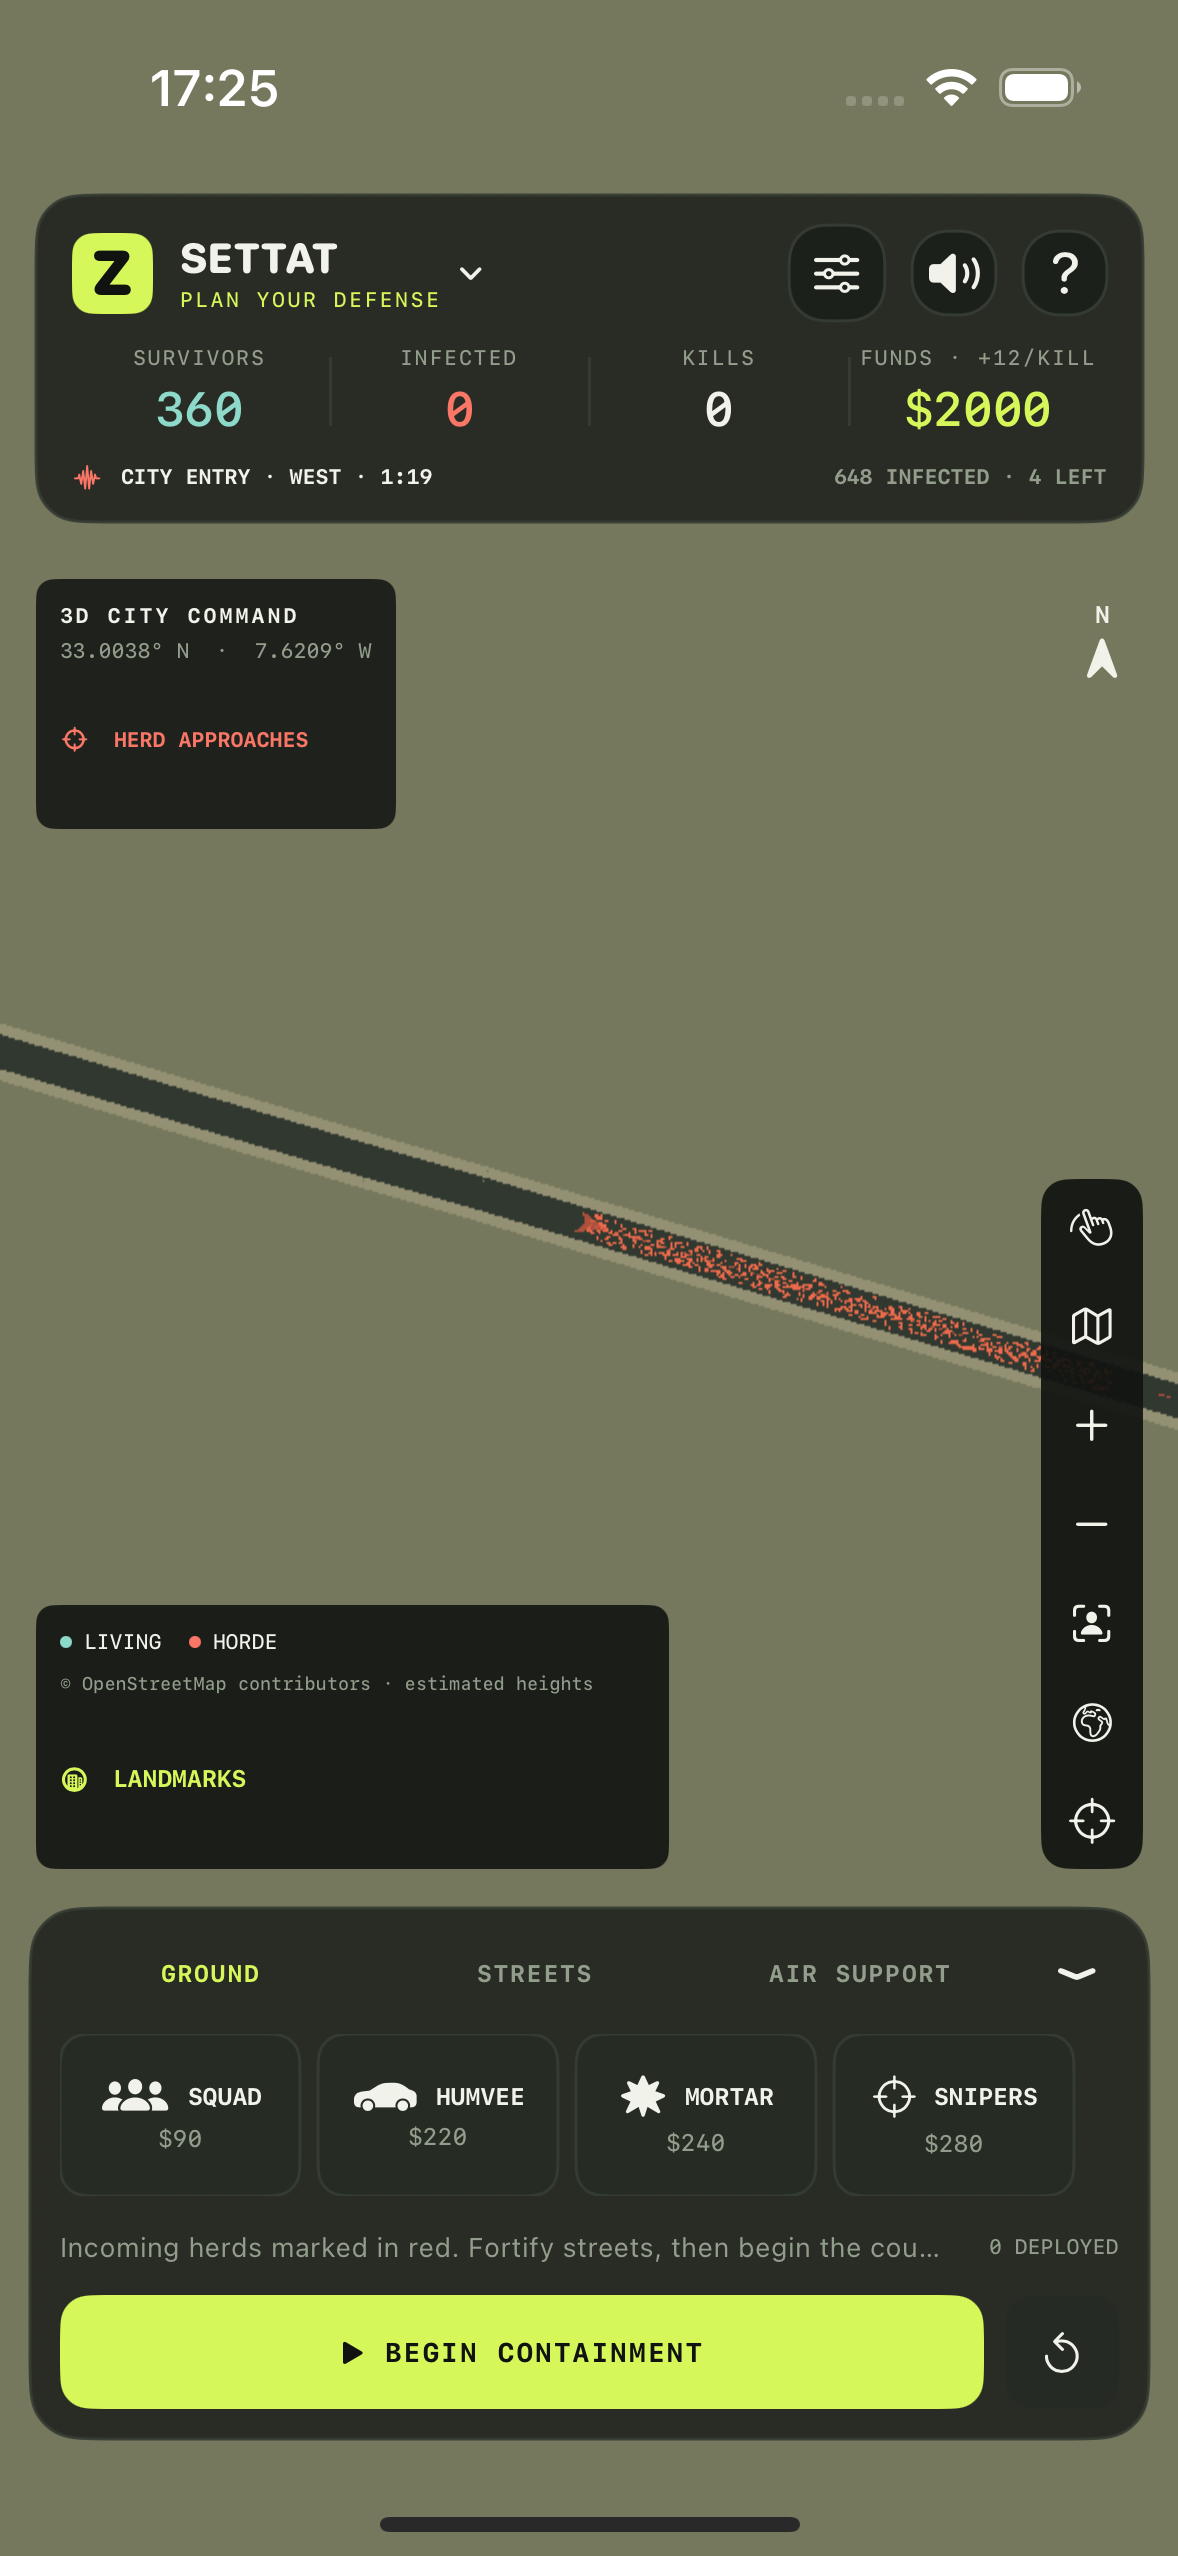 17:25
Z
SETTAT
PLAN YOUR DEFENSE
?
SURVIVORS INFECTED KILLS FUNDS · +12/KILL
360 0 0 $2000
CITY ENTRY · WEST · 1:19 648 INFECTED · 4 LEFT
3D CITY COMMAND
33.0038° N · 7.6209° W
HERD APPROACHES
N
LIVING HORDE
© OpenStreetMap contributors · estimated heights
LANDMARKS
GROUND STREETS AIR SUPPORT
SQUAD HUMVEE MORTAR SNIPERS
$90 $220 $240 $280
Incoming herds marked in red. Fortify streets, then begin the cou... 0 DEPLOYED
BEGIN CONTAINMENT